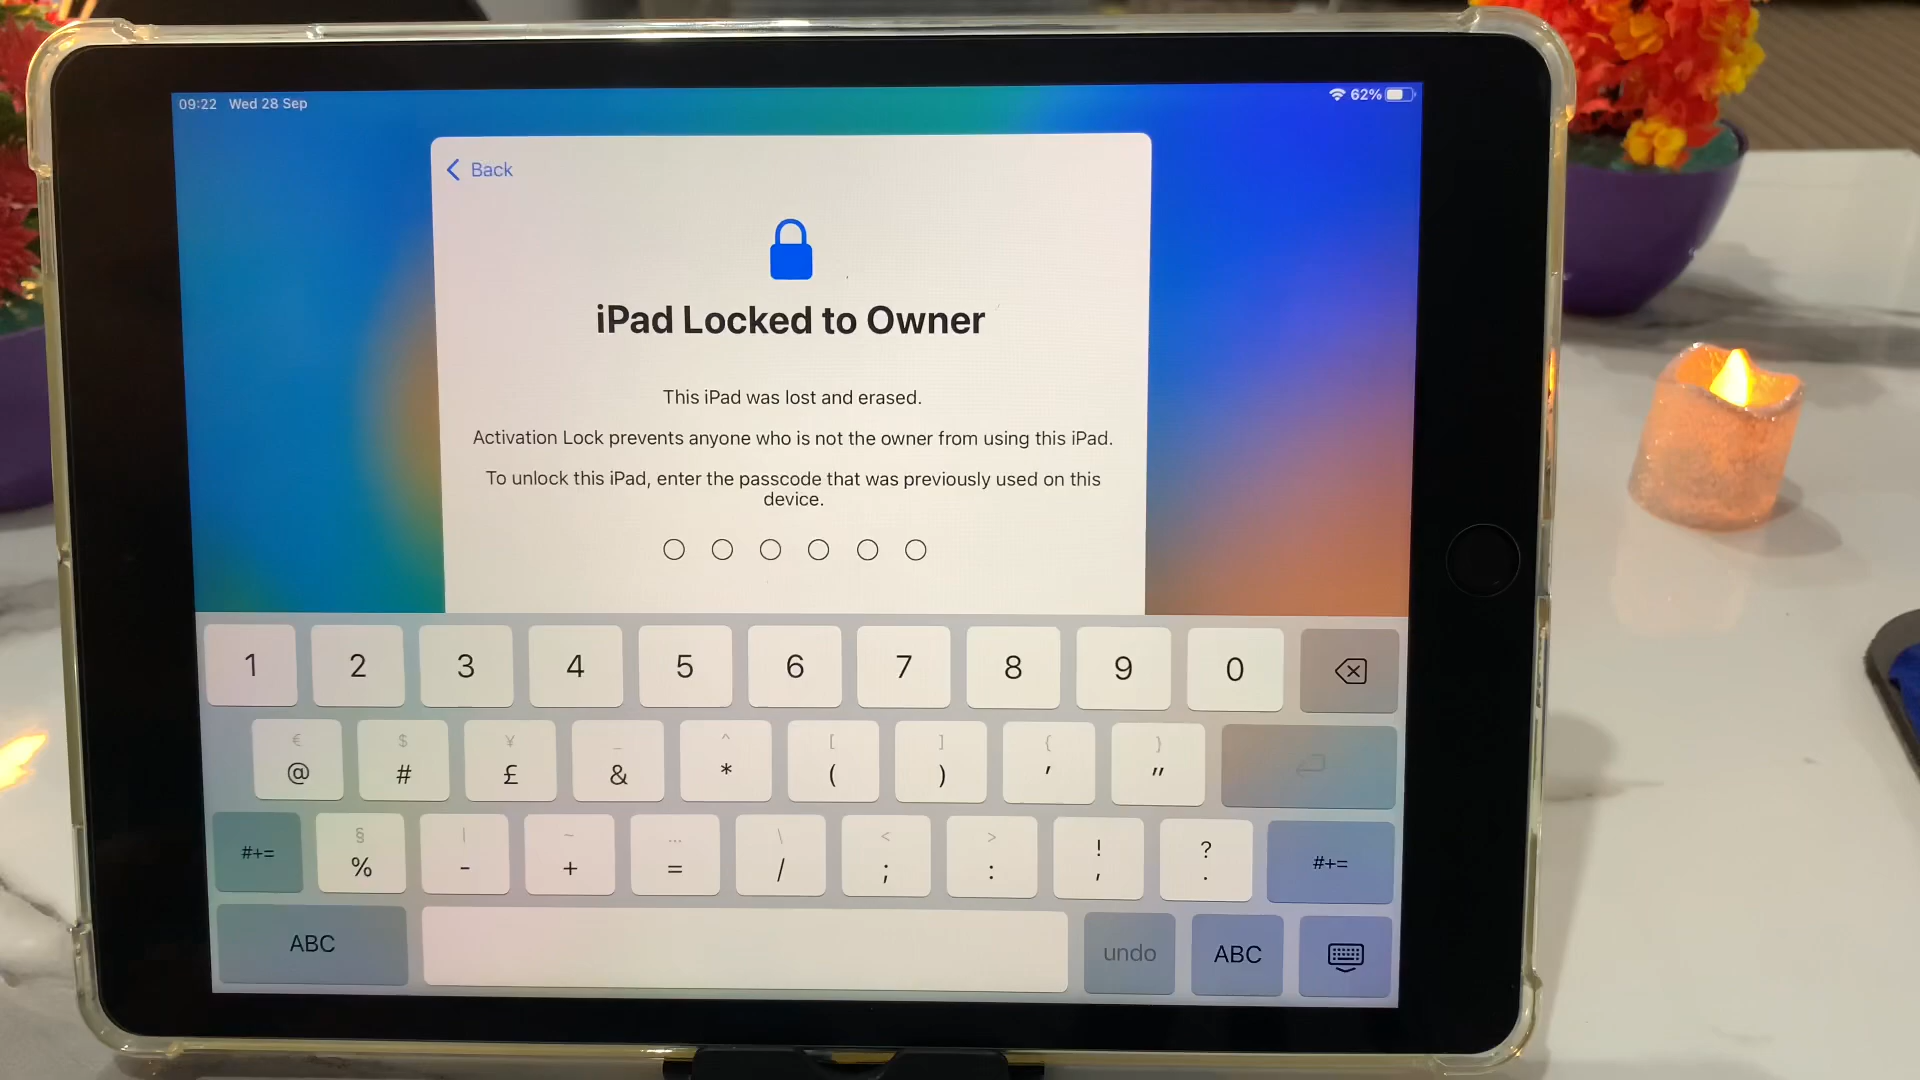 09:22 Wed 28 Sep
62%
Back
iPad Locked to Owner
This iPad was lost and erased.
Activation Lock prevents anyone who is not the owner from using this iPad.
To unlock this iPad, enter the passcode that was previously used on this
device.
1 2 3 4 5 6 7 8 9 0
€ $ ¥ _ ^ [ ] { }
@ # £ & * ( ) ' "
§ | ~ … \ < > ! ?
#+= % - + = / ; : , . #+=
ABC undo ABC